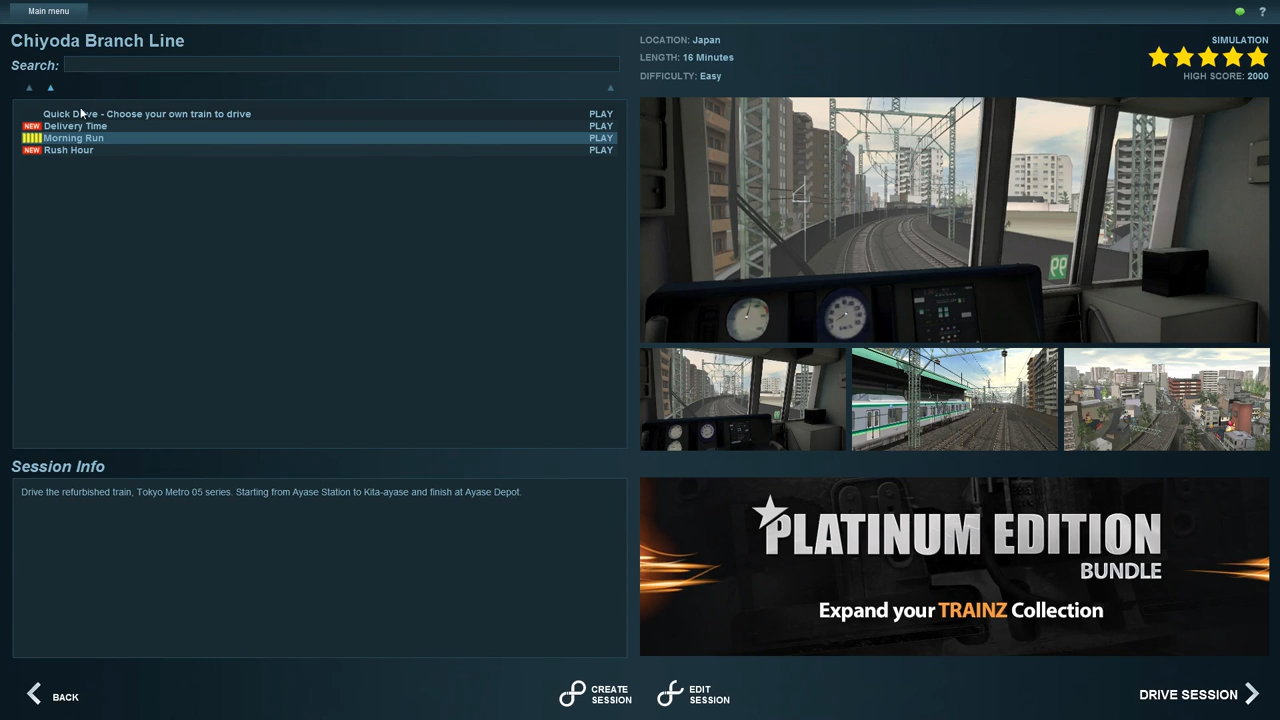 Main menu
?
Chiyoda Branch Line
Search:
Quick Drive - Choose your own train to drive PLAY
NEW Delivery Time PLAY
Morning Run PLAY
NEW Rush Hour PLAY
Session Info
Drive the refurbished train, Tokyo Metro 05 series. Starting from Ayase Station to Kita-ayase and finish at Ayase Depot.
LOCATION: Japan
LENGTH: 16 Minutes
DIFFICULTY: Easy
SIMULATION
HIGH SCORE: 2000
PLATINUM EDITION
BUNDLE
Expand your TRAINZ Collection
BACK
CREATE SESSION
EDIT SESSION
DRIVE SESSION